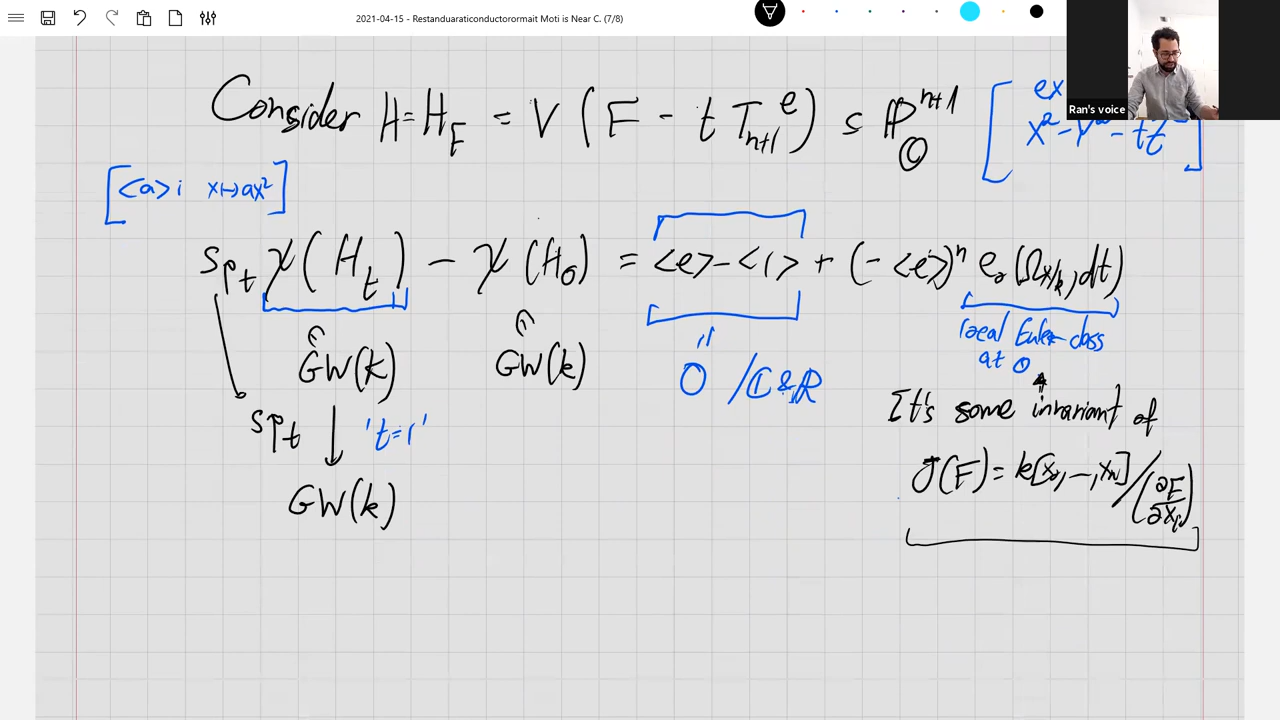 2021-04-15 - Restanduaraticonductorormait Moti is Near C. (7/8)
Ran's voice
Consider H=H_F = V(F - t T_{n+1}^e) ⊆ P_O^{n+1}
[ ex
x² - y² - t
[<a>: x↦ax²]
sp_t χ(H_t) - χ(H_0) = <e> - <1> + (-<e>)^n e_0(Ω_{X/k}, dt)
∈ GW(k)
∈ GW(k)
" 0 /ℂ & ℝ
local Euler class
at 0
sp_t ↓ 't=1'
GW(k)
It's some invariant of
J(F) = k[x_0, -, x_n] / (∂F/∂x_i)